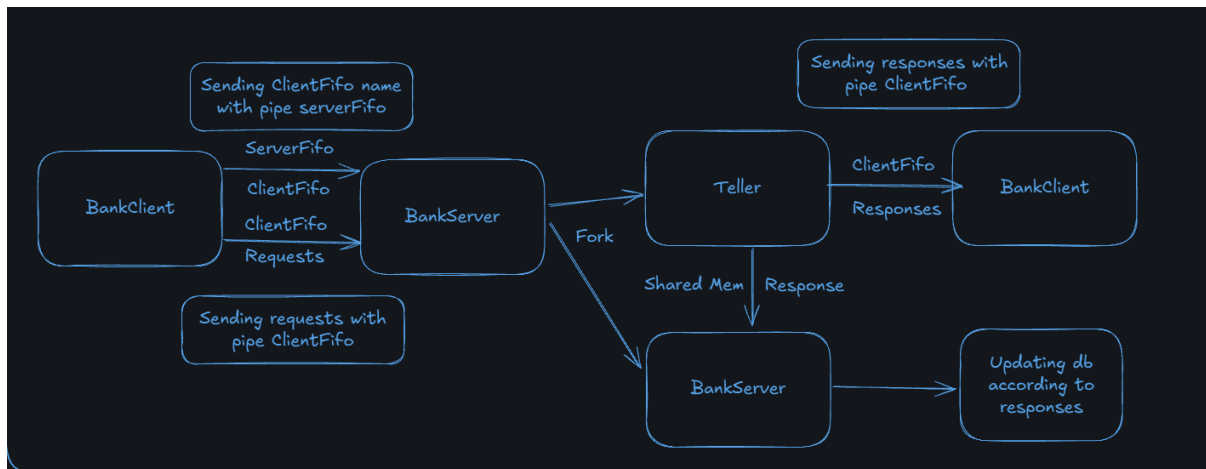 Sending ClientFifo name
with pipe serverFifo
ServerFifo
ClientFifo
BankClient
ClientFifo
Requests
Sending requests with
pipe ClientFifo
BankServer
Fork
Sending responses with
pipe ClientFifo
Teller
ClientFifo
Responses
BankClient
Shared Mem
Response
BankServer
Updating db
according to
responses